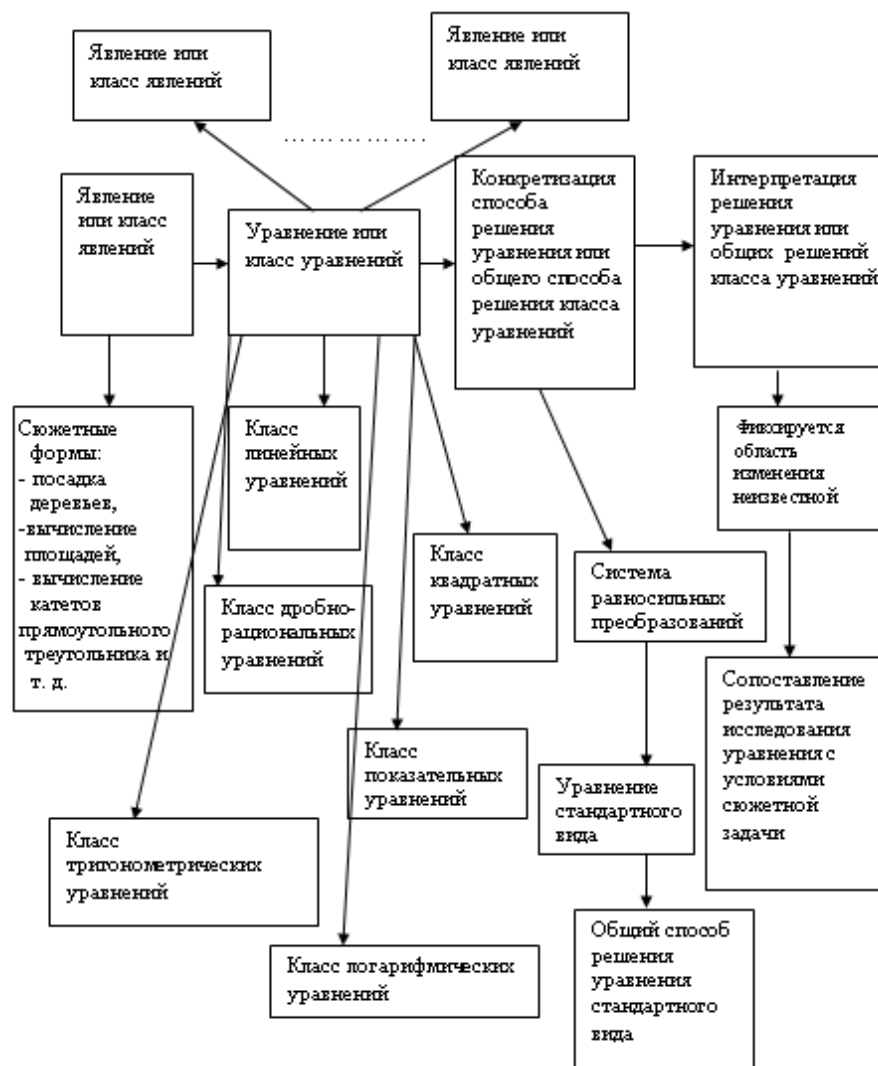 Явление или
класс явлений
Явление или
класс явлений
… … … … .
Явление
или класс
явлений
Уравнение или
класс уравнений
Конкретизация
способа
решения
уравнения или
общего способа
решения класса
уравнений
Интерпретация
решения
уравнения или
общих решений
класса уравнений
Сюжетные
формы:
- посадка
деревьев,
-вычисление
площадей,
- вычисление
катетов
прямоугольного
треугольника и
т. д.
Класс
линейных
уравнений
Фиксируется
область
изменения
неизвестной
Класс
квадратных
уравнений
Система
равносильных
преобразований
Класс дробно-
рациональных
уравнений
Сопоставление
результата
исследования
уравнения с
условиями
сюжетной
задачи
Класс
показательных
уравнений
Уравнение
стандартного
вида
Класс
тригонометрических
уравнений
Класс логарифмических
уравнений
Общий способ
решения
уравнения
стандартного
вида